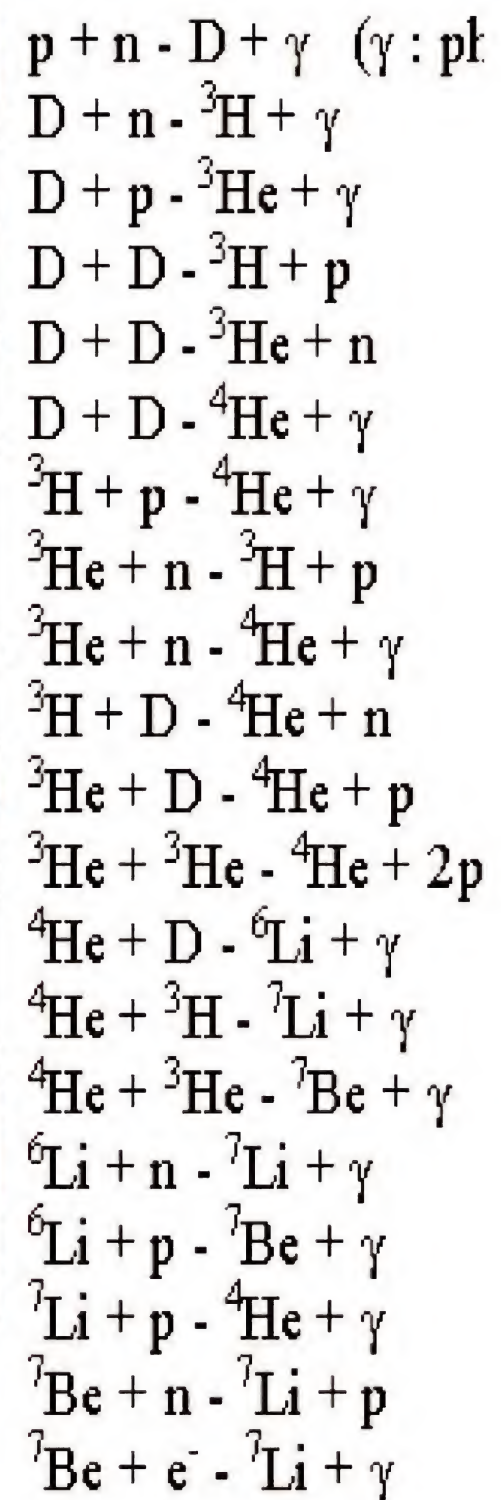 p + n - D + γ (γ :
D + n - ³H + γ
D + p - ³He + γ
D + D - ³H + p
D + D - ³He + n
D + D - ⁴He + γ
³H + p - ⁴He + γ
³He + n - ³H + p
³He + n - ⁴He + γ
³H + D - ⁴He + n
³He + D - ⁴He + p
³He + ³He - ⁴He + 2p
⁴He + D - ⁶Li + γ
⁴He + ³H - ⁷Li + γ
⁴He + ³He - ⁷Be + γ
⁶Li + n - ⁷Li + γ
⁶Li + p - ⁷Be + γ
⁷Li + p - ⁴He + γ
⁷Be + n - ⁷Li + p
⁷Be + e⁻ - ⁷Li + γ